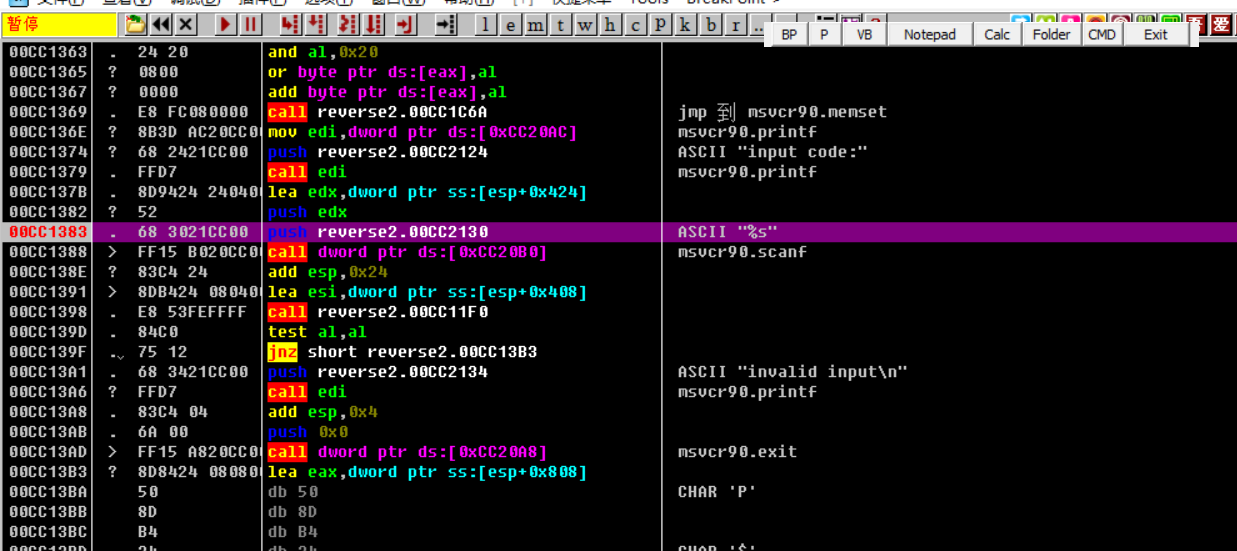 暂停
l e m t w h c P k b r ...
BP P VB Notepad Calc Folder CMD Exit
00CC1363 . 24 20 and al,0x20
00CC1365 ? 0800 or byte ptr ds:[eax],al
00CC1367 ? 0000 add byte ptr ds:[eax],al
00CC1369 . E8 FC080000 call reverse2.00CC1C6A jmp 到 msvcr90.memset
00CC136E ? 8B3D AC20CC0 mov edi,dword ptr ds:[0xCC20AC] msvcr90.printf
00CC1374 ? 68 2421CC00 push reverse2.00CC2124 ASCII "input code:"
00CC1379 . FFD7 call edi msvcr90.printf
00CC137B . 8D9424 24040 lea edx,dword ptr ss:[esp+0x424]
00CC1382 ? 52 push edx
00CC1383 . 68 3021CC00 push reverse2.00CC2130 ASCII "%s"
00CC1388 > FF15 B020CC0 call dword ptr ds:[0xCC20B0] msvcr90.scanf
00CC138E ? 83C4 24 add esp,0x24
00CC1391 > 8DB424 08040 lea esi,dword ptr ss:[esp+0x408]
00CC1398 . E8 53FEFFFF call reverse2.00CC11F0
00CC139D . 84C0 test al,al
00CC139F . 75 12 jnz short reverse2.00CC13B3
00CC13A1 . 68 3421CC00 push reverse2.00CC2134 ASCII "invalid input\n"
00CC13A6 ? FFD7 call edi msvcr90.printf
00CC13A8 . 83C4 04 add esp,0x4
00CC13AB . 6A 00 push 0x0
00CC13AD > FF15 A820CC0 call dword ptr ds:[0xCC20A8] msvcr90.exit
00CC13B3 ? 8D8424 08080 lea eax,dword ptr ss:[esp+0x808]
00CC13BA 50 db 50 CHAR 'P'
00CC13BB 8D db 8D
00CC13BC B4 db B4